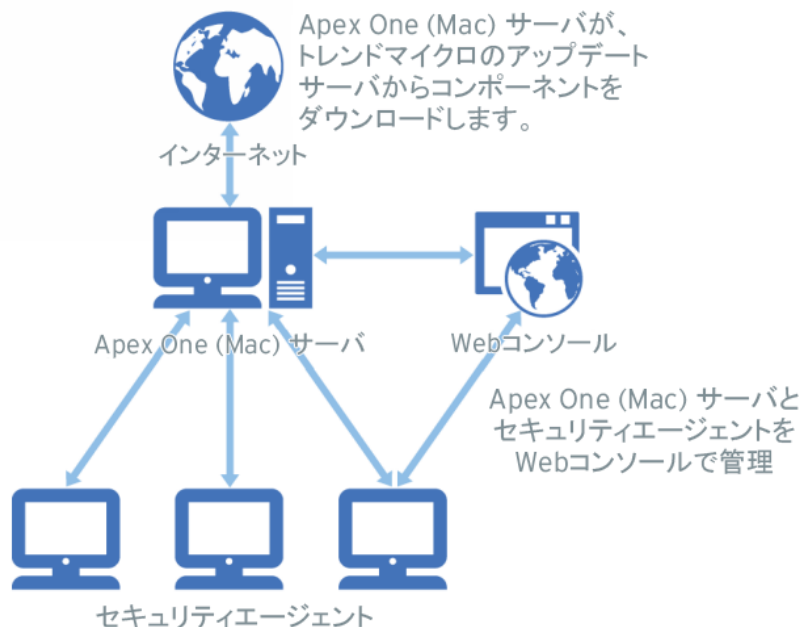 Apex One (Mac) サーバが、
トレンドマイクロのアップデート
サーバからコンポーネントを
ダウンロードします。
インターネット
Apex One (Mac) サーバ
Webコンソール
Apex One (Mac) サーバと
セキュリティエージェントを
Webコンソールで管理
セキュリティエージェント